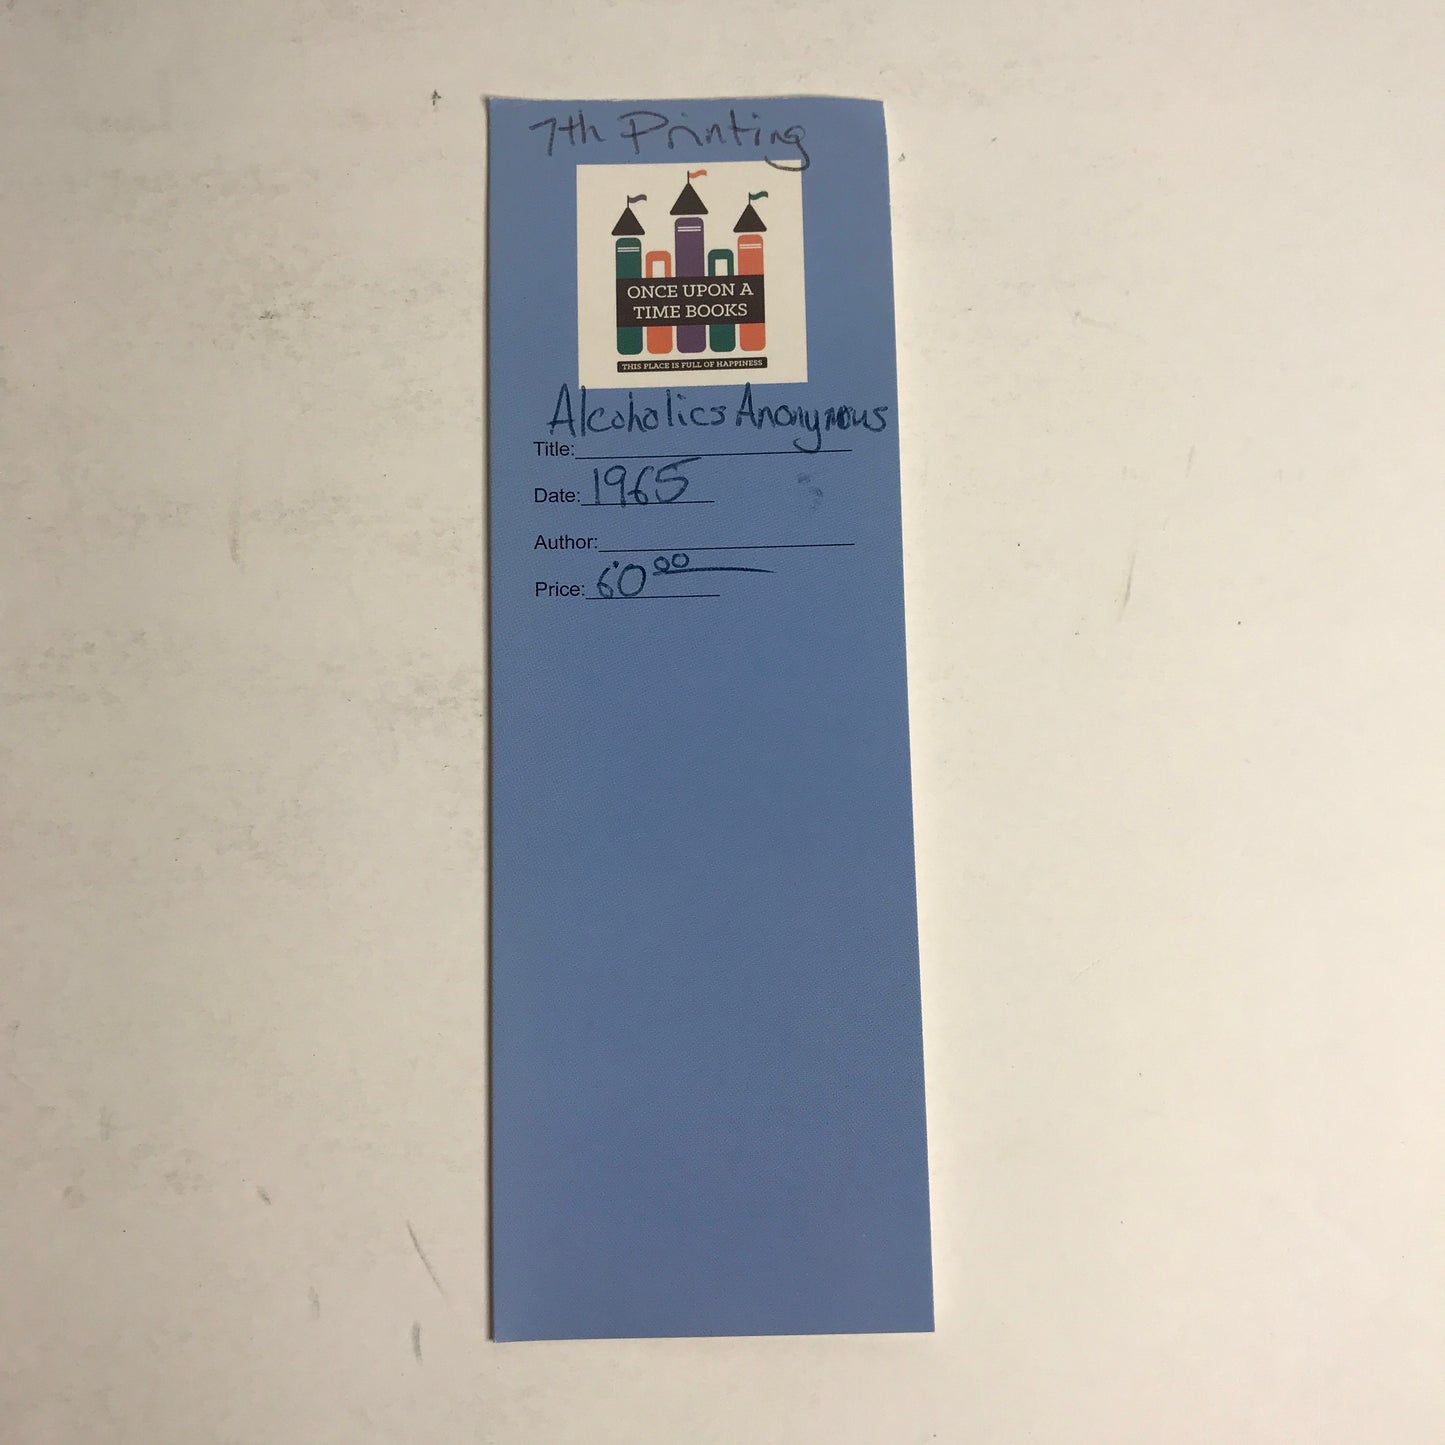 7th Printing
ONCE UPON A
TIME BOOKS
THIS PLACE IS FULL OF HAPPINESS
Title: Alcoholics Anonymous
Date: 1965
Author:
Price: 60.00